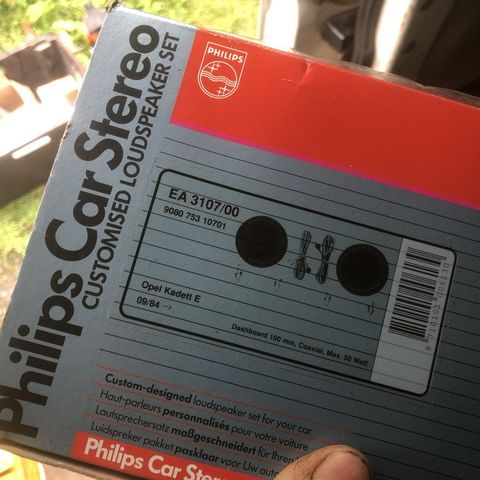 Philips Car Stereo
CUSTOMISED LOUDSPEAKER SET
PHILIPS
EA 3107/00
9080 753 10701
Opel Kadett E
09/84 →
Dashboard 100 mm, Coaxial, Max. 50 Watt
Custom-designed loudspeaker set for your car
Haut-parleurs personnalisés pour votre voiture
Lautsprechersatz maßgeschneidert für Ihren
Luidspreker pakket pasklaar voor Uw auto
Philips Car Stere